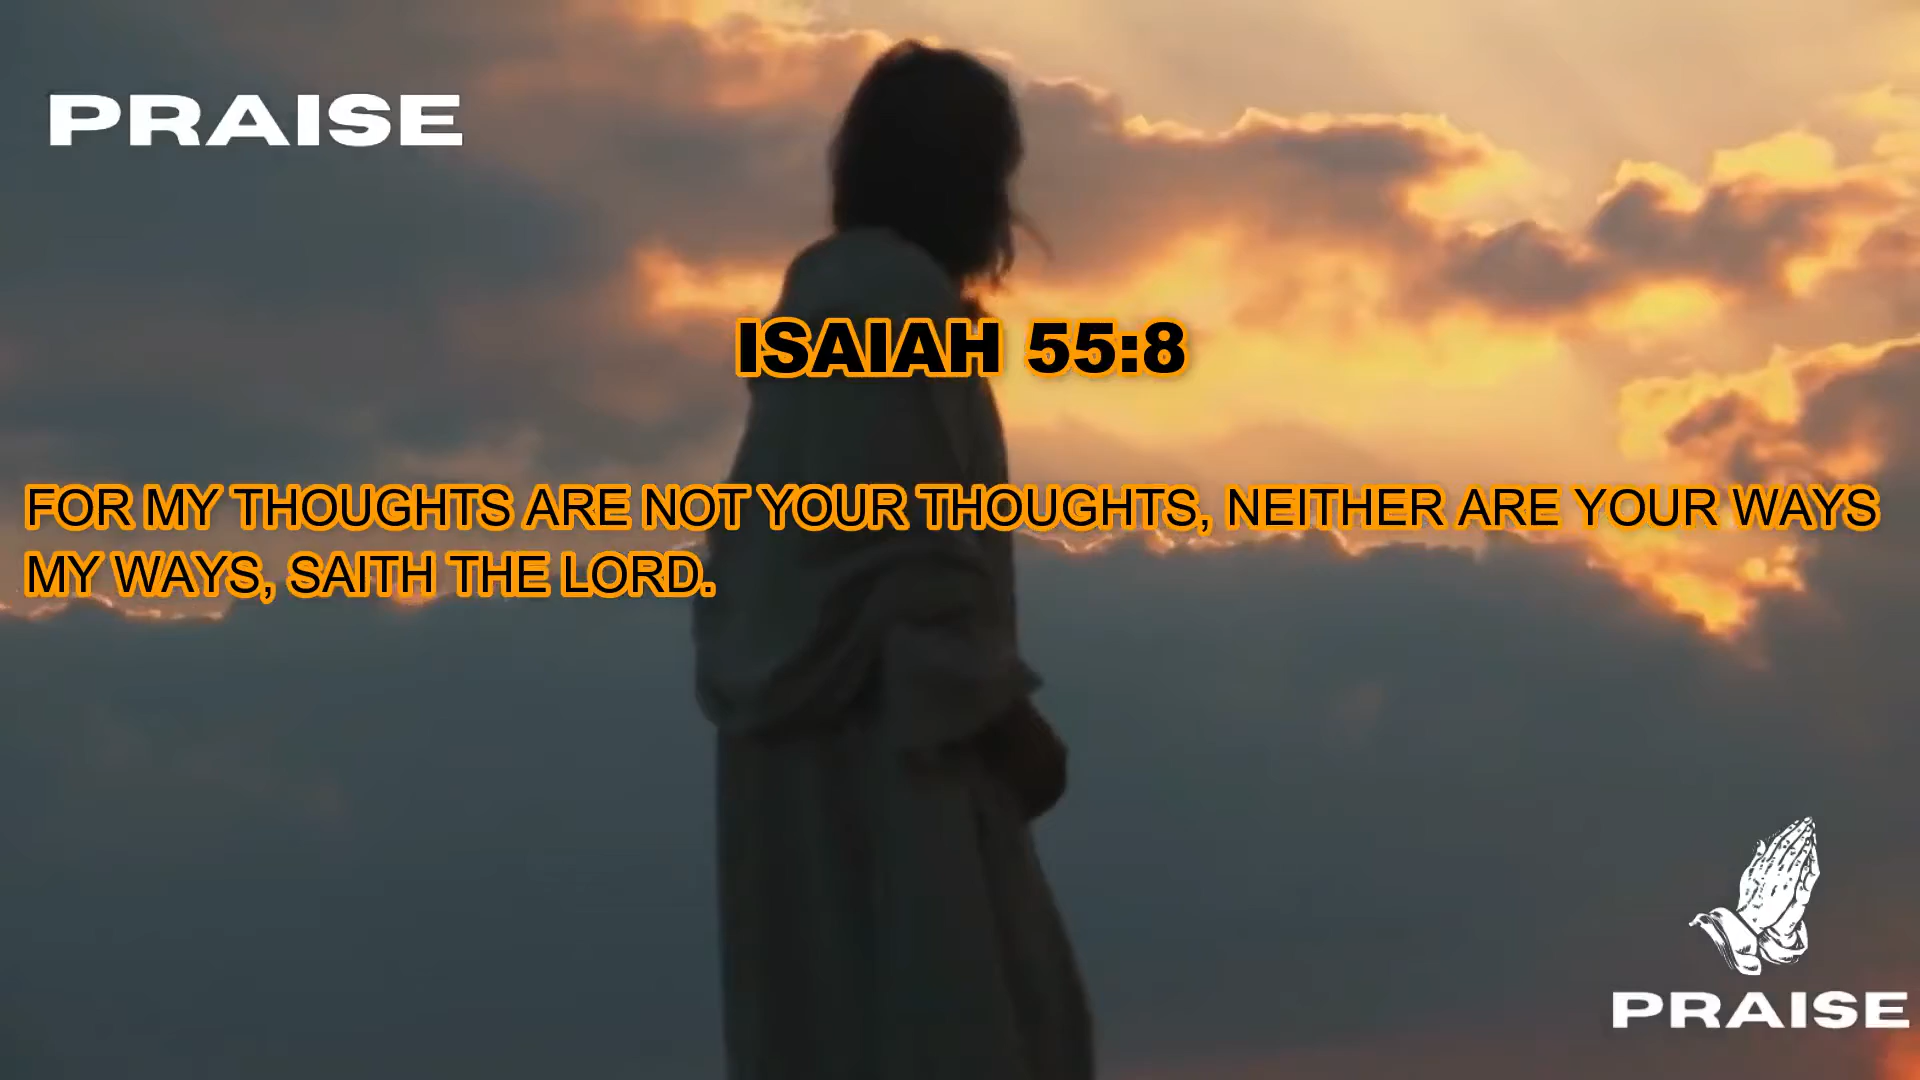 PRAISE
ISAIAH 55:8
FOR MY THOUGHTS ARE NOT YOUR THOUGHTS, NEITHER ARE YOUR WAYS
MY WAYS, SAITH THE LORD.
PRAISE